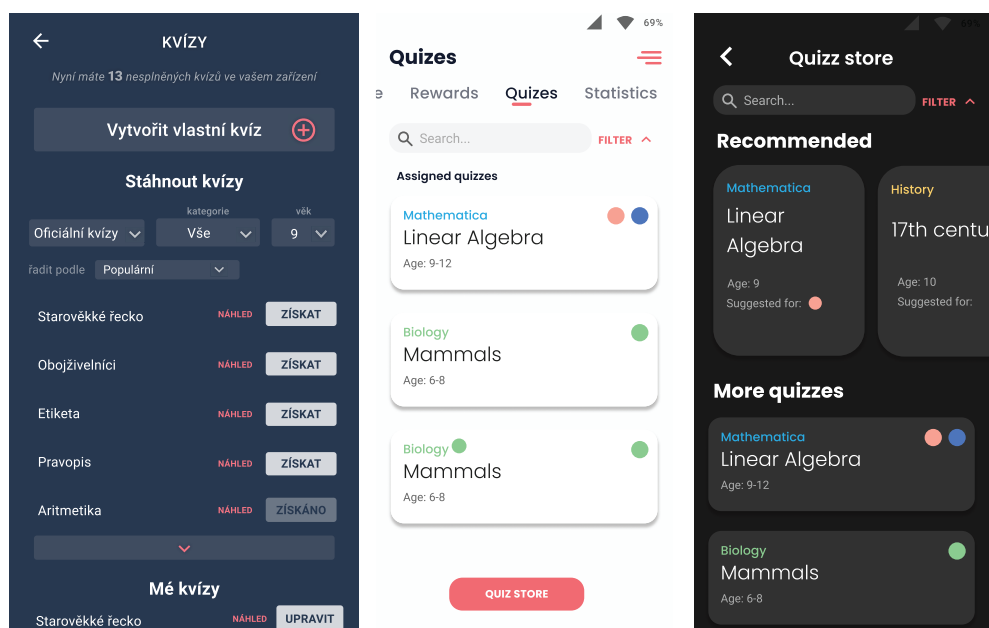 KVÍZY
Nyní máte 13 nesplněných kvízů ve vašem zařízení
Vytvořit vlastní kvíz
Stáhnout kvízy
kategorie
věk
Oficiální kvízy
Vše
9
řadit podle
Populární
Starověkké řecko
NÁHLED
ZÍSKAT
Obojživelníci
NÁHLED
ZÍSKAT
Etiketa
NÁHLED
ZÍSKAT
Pravopis
NÁHLED
ZÍSKAT
Aritmetika
NÁHLED
ZÍSKÁNO
Mé kvízy
Starověkké řecko
NÁHLED
UPRAVIT
69%
Quizes
e
Rewards
Quizes
Statistics
Search...
FILTER
Assigned quizzes
Mathematica
Linear Algebra
Age: 9-12
Biology
Mammals
Age: 6-8
Biology
Mammals
Age: 6-8
QUIZ STORE
69%
Quizz store
Search...
FILTER
Recommended
Mathematica
Linear
Algebra
Age: 9
Suggested for:
History
17th centu
Age: 10
Suggested for:
More quizzes
Mathematica
Linear Algebra
Age: 9-12
Biology
Mammals
Age: 6-8